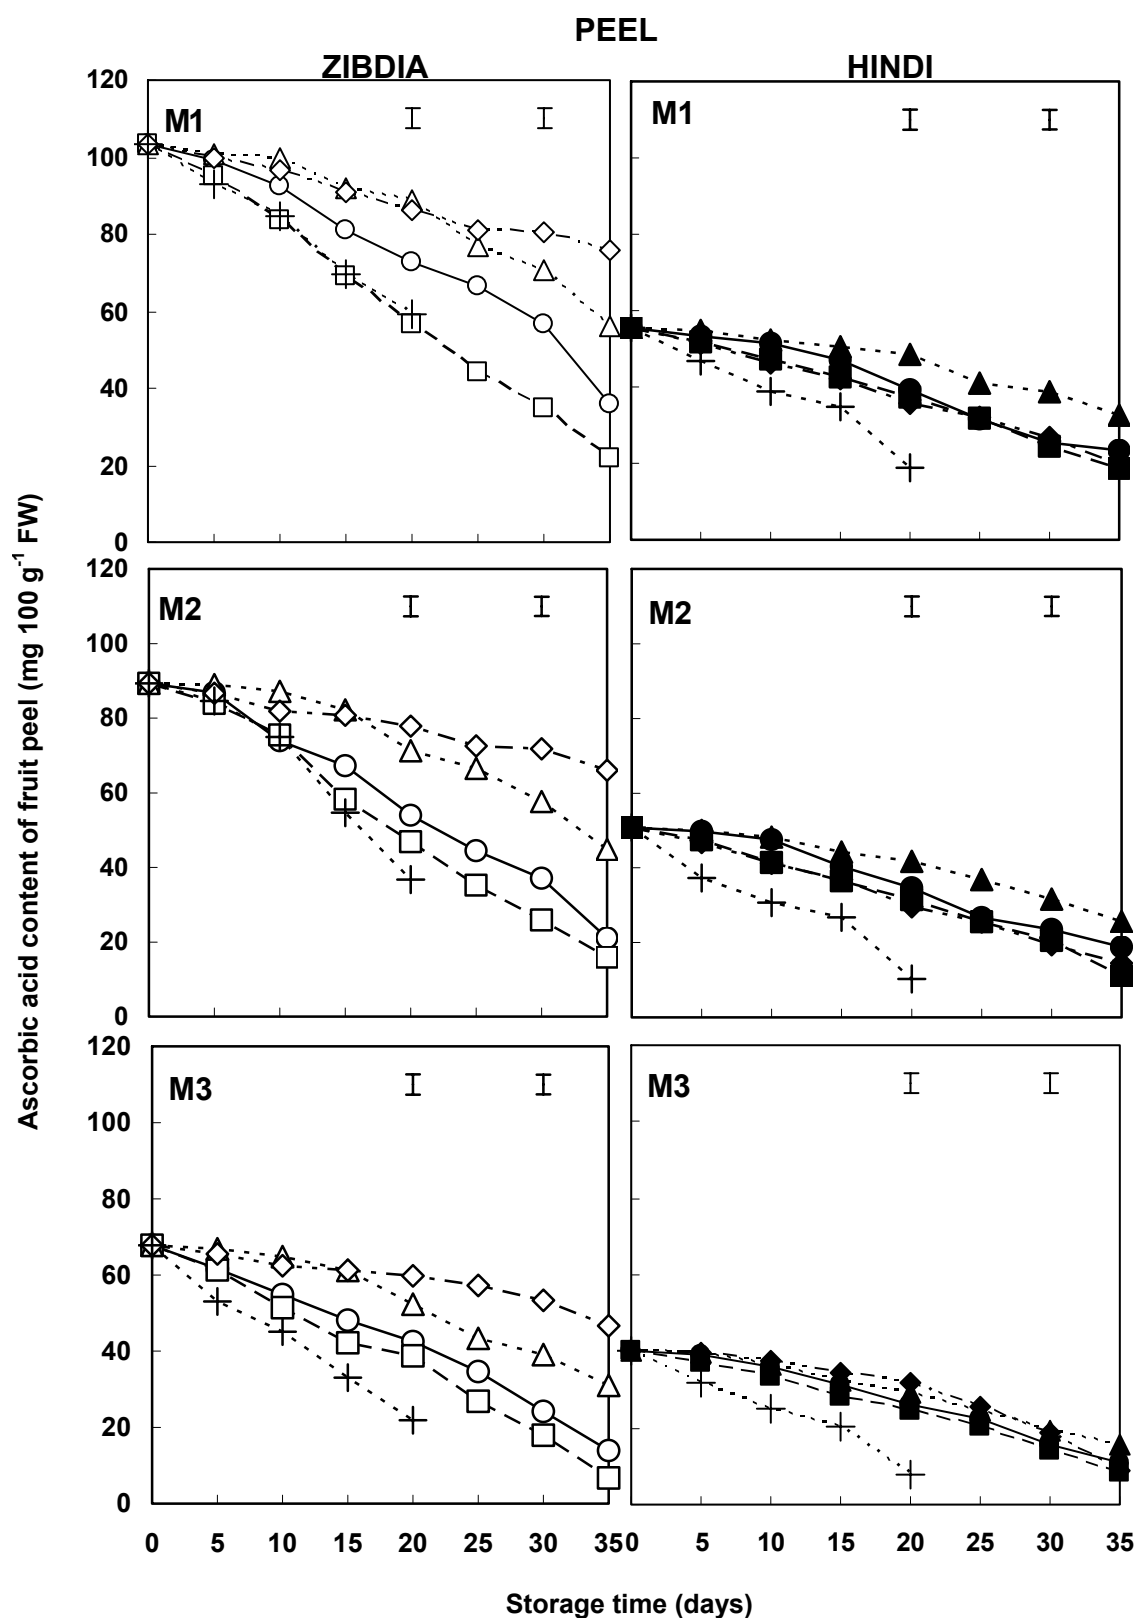 PEEL
ZIBDIA HINDI
120
M1 M1
100
80
60
40
20
0
120
M2 M2
100
80
60
40
20
0
120
M3 M3
100
80
60
40
20
0
0 5 10 15 20 25 30 35 0 5 10 15 20 25 30 35
Storage time (days)
Ascorbic acid content of fruit peel (mg 100 g⁻¹ FW)